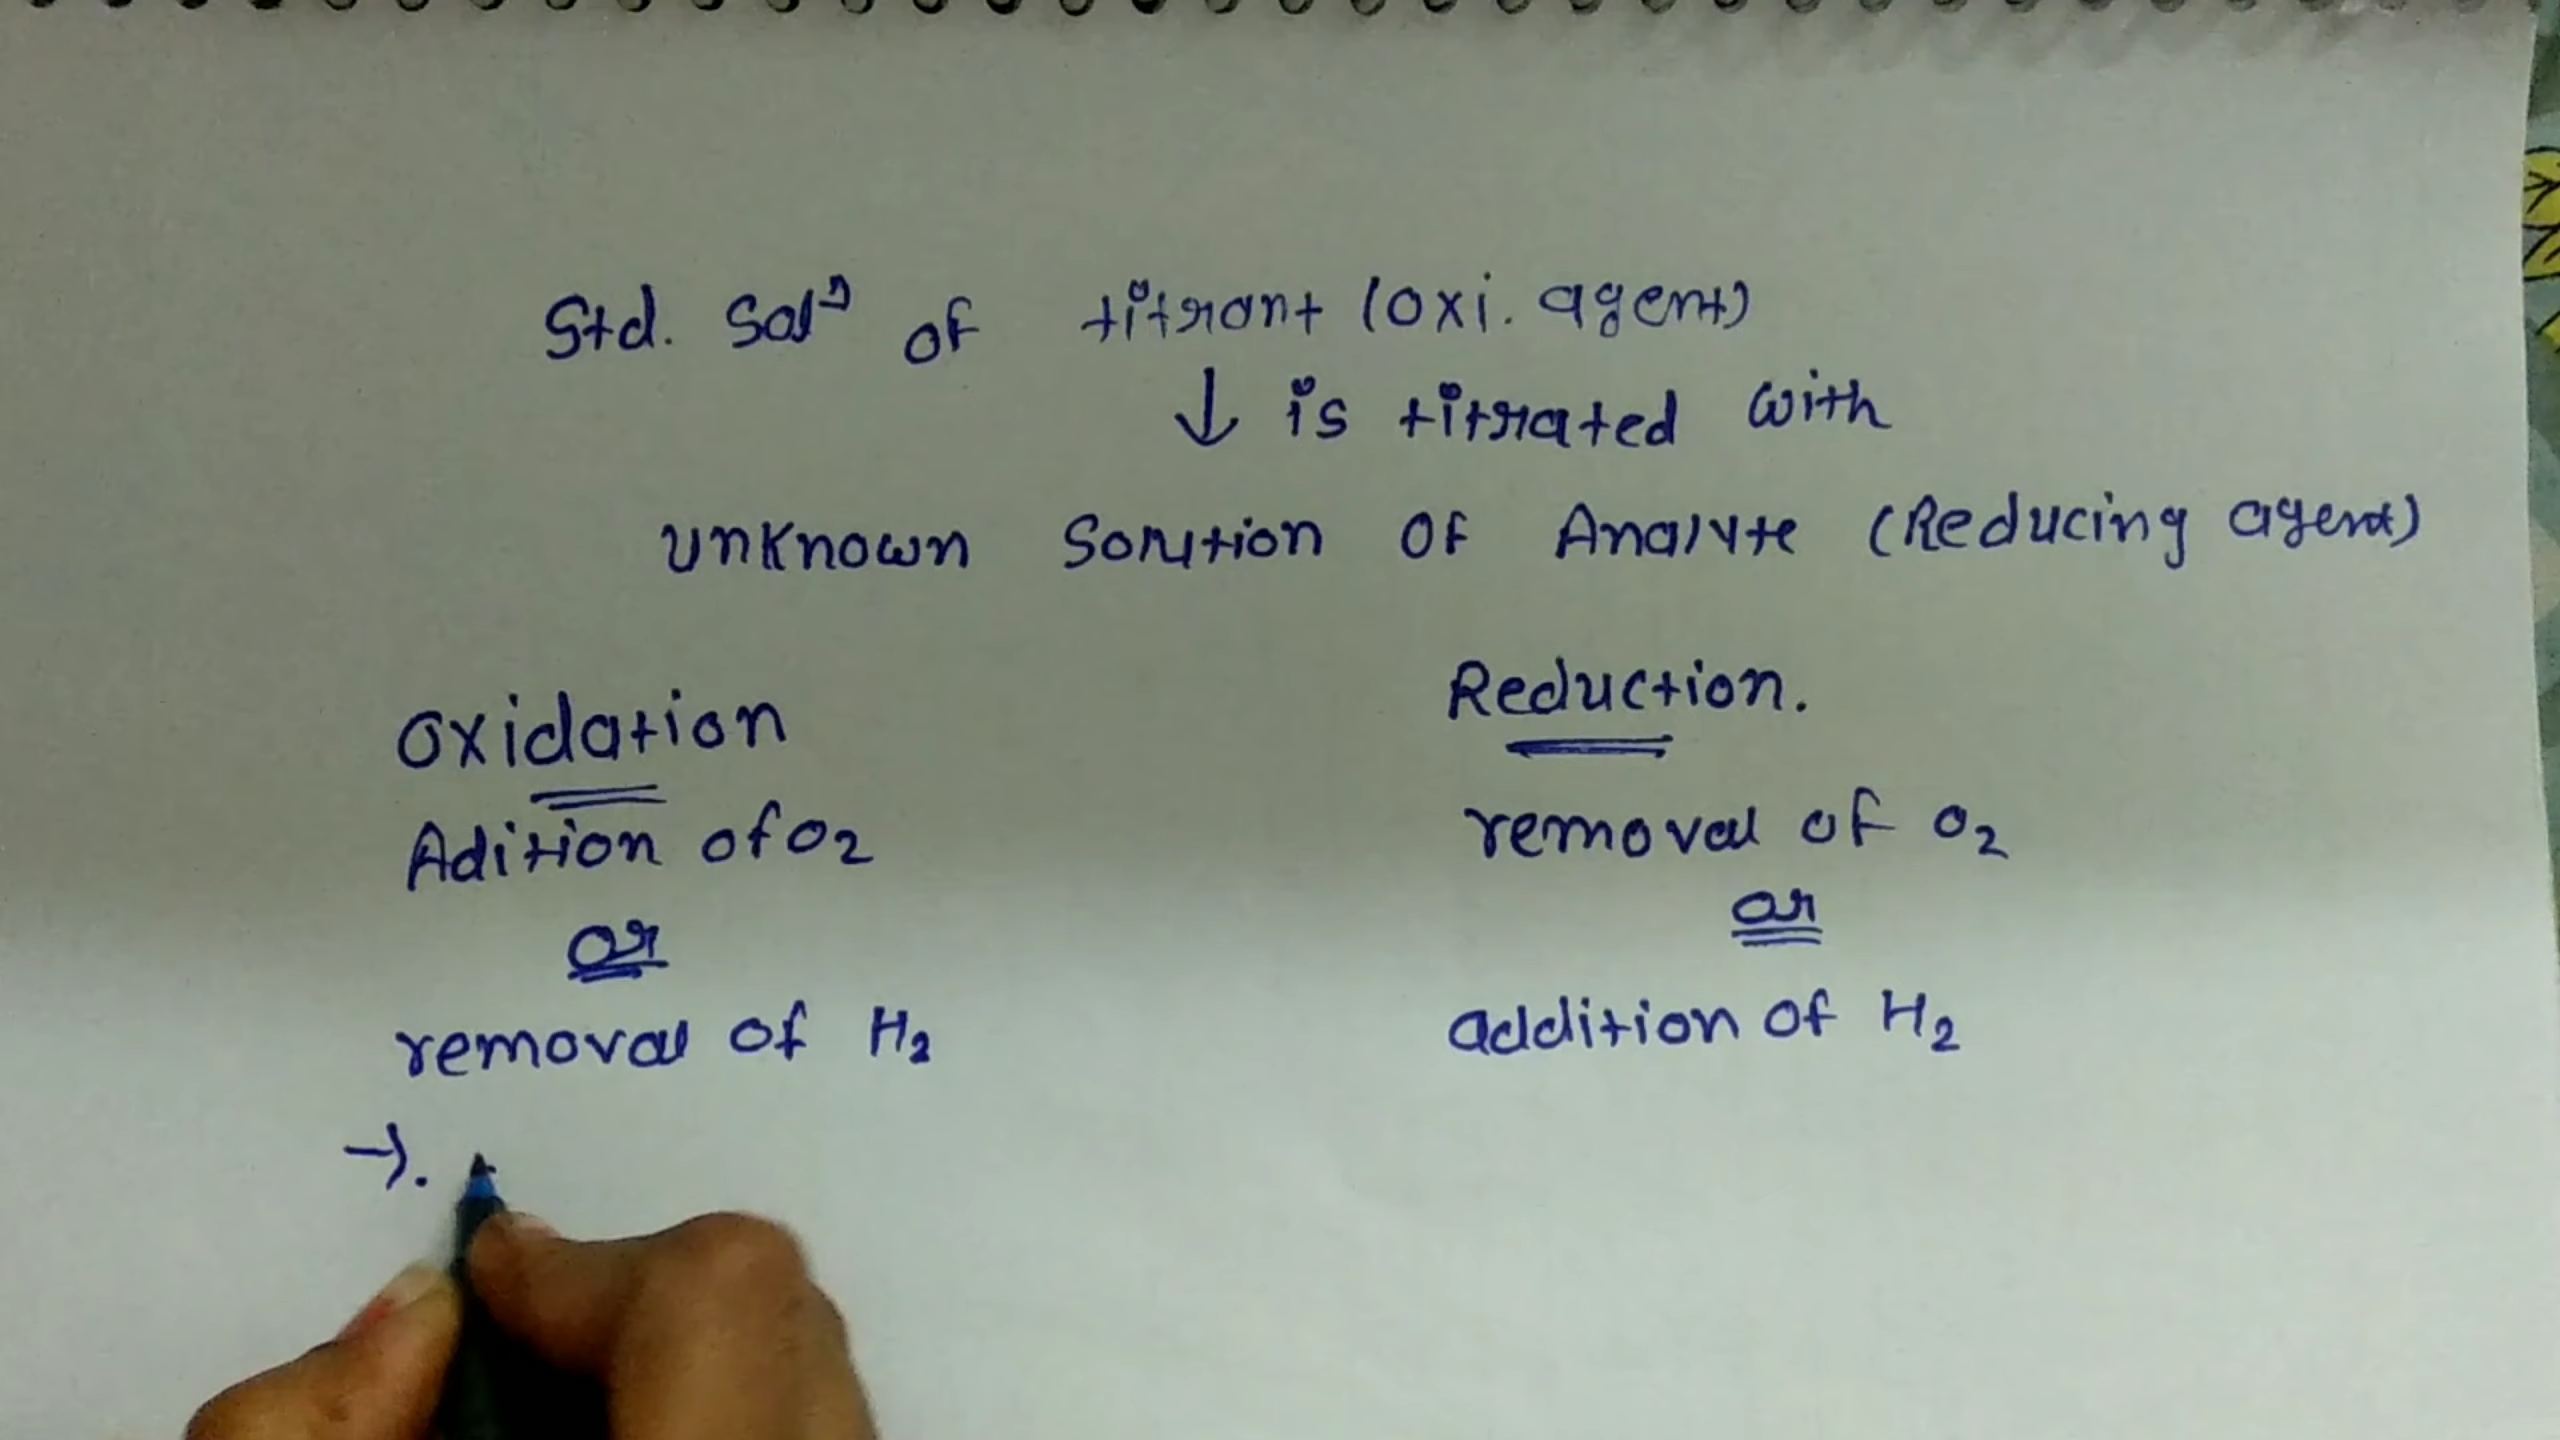 Std. Solⁿ of titrant (oxi. agent)
↓ is titrated with
unknown Solution of Analyte (Reducing agent)
Oxidation
Adition of O2
or
removal of H2
→.
Reduction.
removal of O2
or
addition of H2